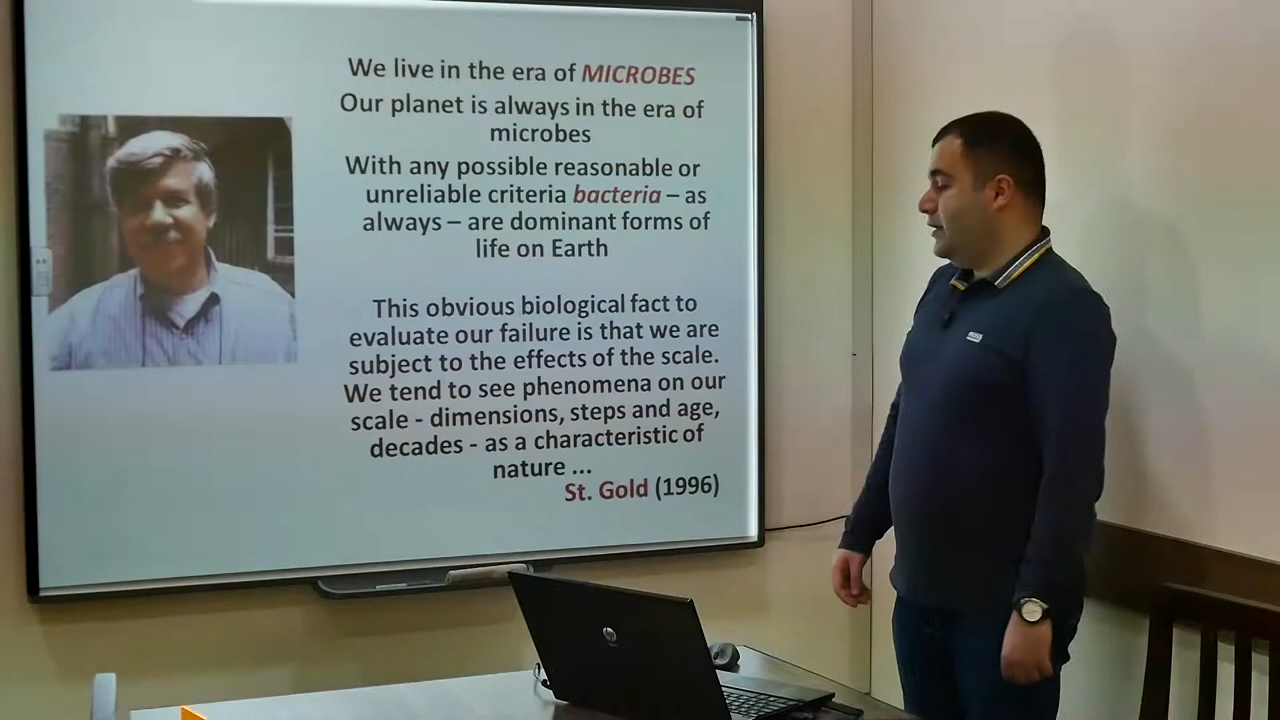 We live in the era of MICROBES
Our planet is always in the era of
microbes
With any possible reasonable or
unreliable criteria bacteria – as
always – are dominant forms of
life on Earth
This obvious biological fact to
evaluate our failure is that we are
subject to the effects of the scale.
We tend to see phenomena on our
scale - dimensions, steps and age,
decades - as a characteristic of
nature ...
St. Gold (1996)
hp